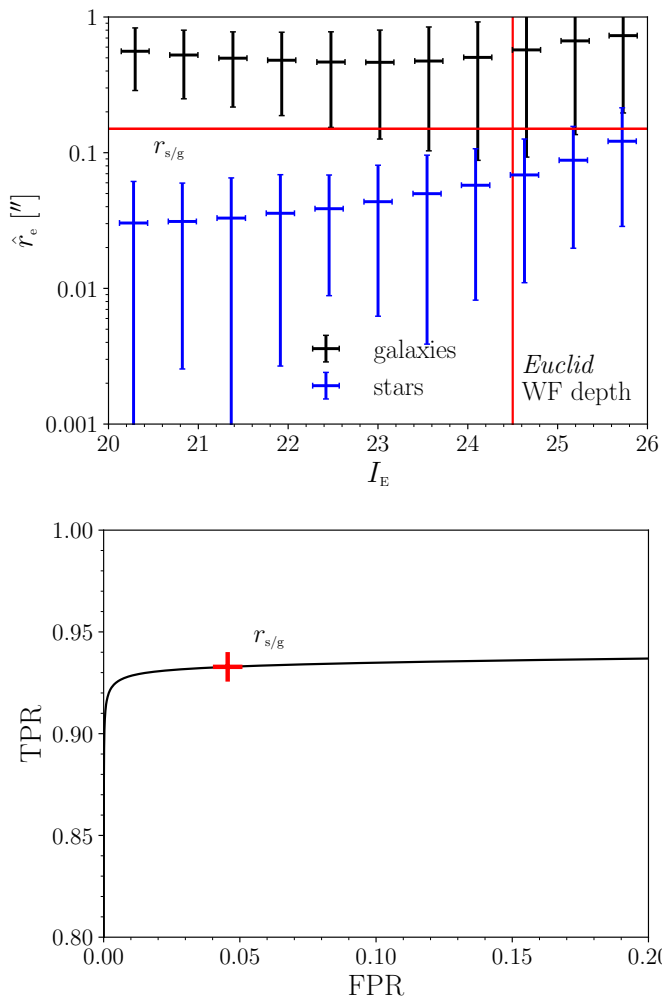 1
0.1
0.01
0.001
r̂e [″]
rs/g
galaxies
stars
Euclid
WF depth
20 21 22 23 24 25 26
IE
1.00
0.95
0.90
0.85
0.80
TPR
rs/g
0.00 0.05 0.10 0.15 0.20
FPR